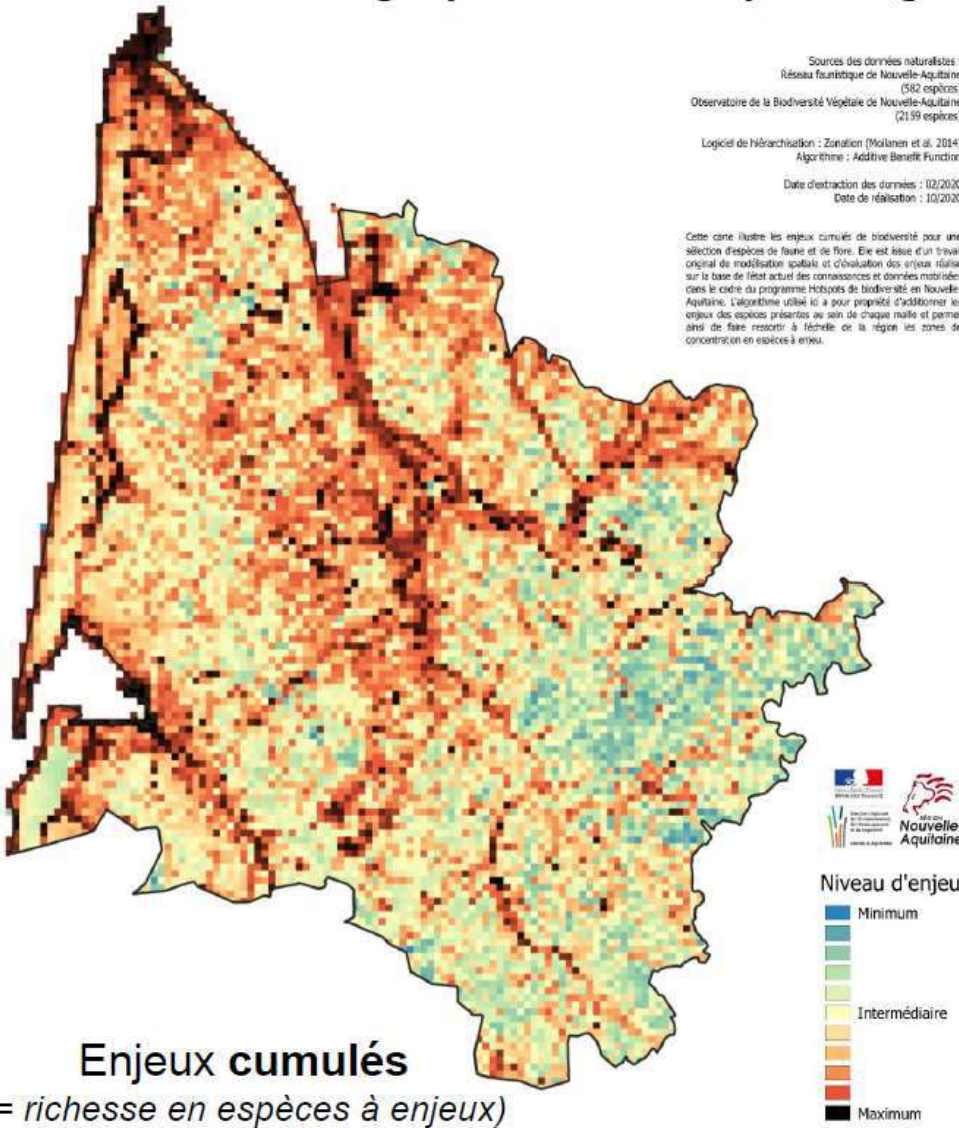 Sources des données naturalistes :
Réseau faunistique de Nouvelle-Aquitaine
(582 espèces)
Observatoire de la Biodiversité Végétale de Nouvelle-Aquitaine
(2159 espèces)
Logiciel de hiérarchisation : Zonation (Moilanen et al. 2014)
Algorithme : Additive Benefit Function
Date d'extraction des données : 02/2020
Date de réalisation : 10/2020
Cette carte illustre les enjeux cumulés de biodiversité pour une
sélection d'espèces de faune et de flore. Elle est issue d'un travail
original de modélisation spatiale et d'évaluation des enjeux réalisé
sur la base de l'état actuel des connaissances et données mobilisées
dans le cadre du programme Hotspots de biodiversité en Nouvelle-
Aquitaine. L'algorithme utilisé ici a pour propriété d'additionner les
enjeux des espèces présentes au sein de chaque maille et permet
ainsi de faire ressortir à l'échelle de la région les zones de
concentration en espèces à enjeu.
RÉGION
Nouvelle-
Aquitaine
Niveau d'enjeu
Minimum
Intermédiaire
Maximum
Enjeux cumulés
= richesse en espèces à enjeux)